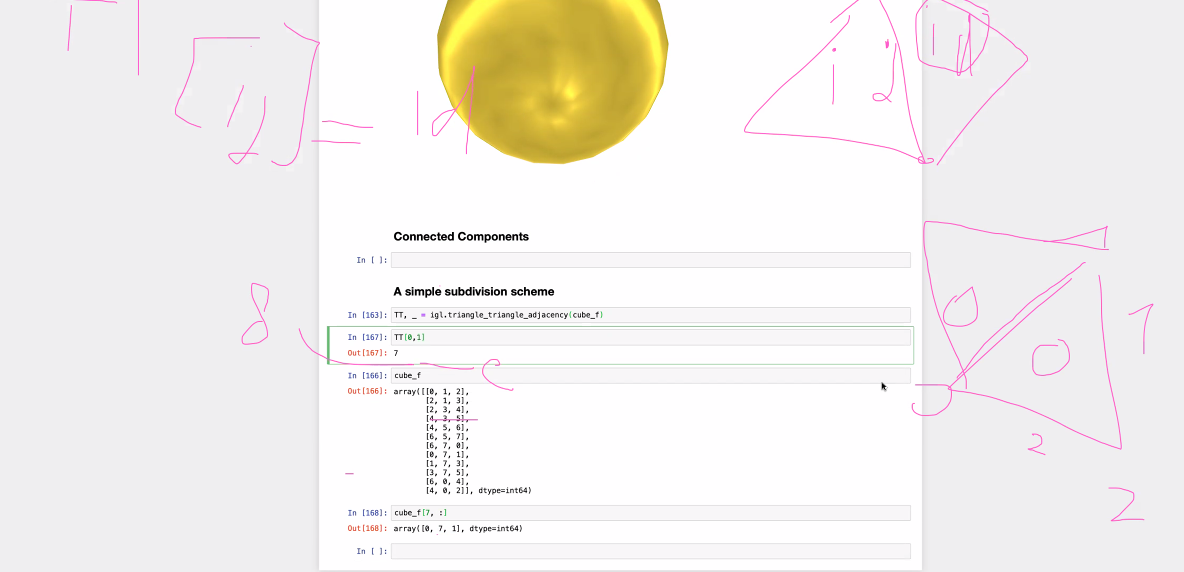 i 2
= 1
Connected Components
In [ ]:
A simple subdivision scheme
In [163]: TT, _ = igl.triangle_triangle_adjacency(cube_f)
In [167]: TT[0,1]
Out[167]: 7
In [166]: cube_f
Out[166]: array([[0, 1, 2],
[2, 1, 3],
[2, 3, 4],
[4, 3, 5],
[4, 5, 6],
[6, 5, 7],
[6, 7, 0],
[0, 7, 1],
[1, 7, 3],
[3, 7, 5],
[6, 0, 4],
[4, 0, 2]], dtype=int64)
In [168]: cube_f[7, :]
Out[168]: array([0, 7, 1], dtype=int64)
In [ ]:
8
0
0
1
2
2